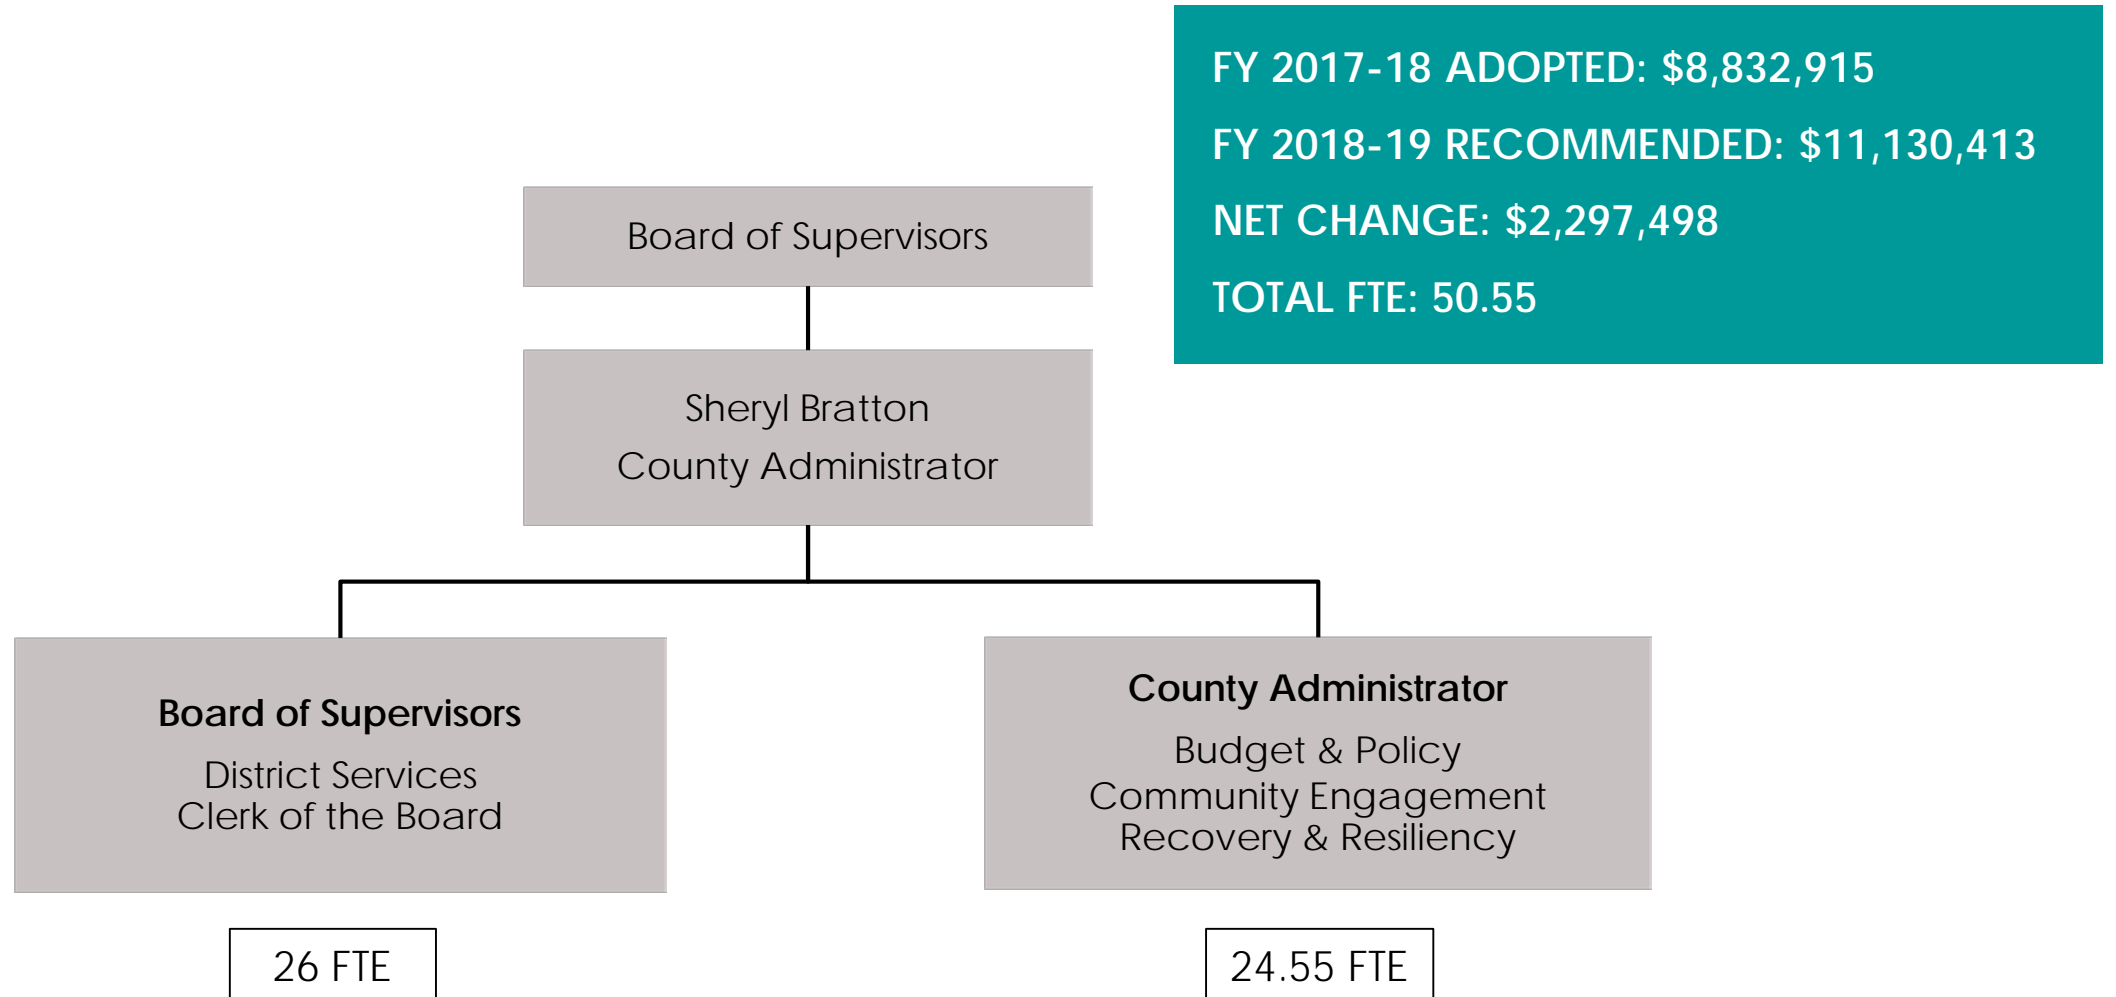 FY 2017-18 ADOPTED: $8,832,915
FY 2018-19 RECOMMENDED: $11,130,413
NET CHANGE: $2,297,498
TOTAL FTE: 50.55
Board of Supervisors
Sheryl Bratton
County Administrator
Board of Supervisors
District Services
Clerk of the Board
26 FTE
County Administrator
Budget & Policy
Community Engagement
Recovery & Resiliency
24.55 FTE